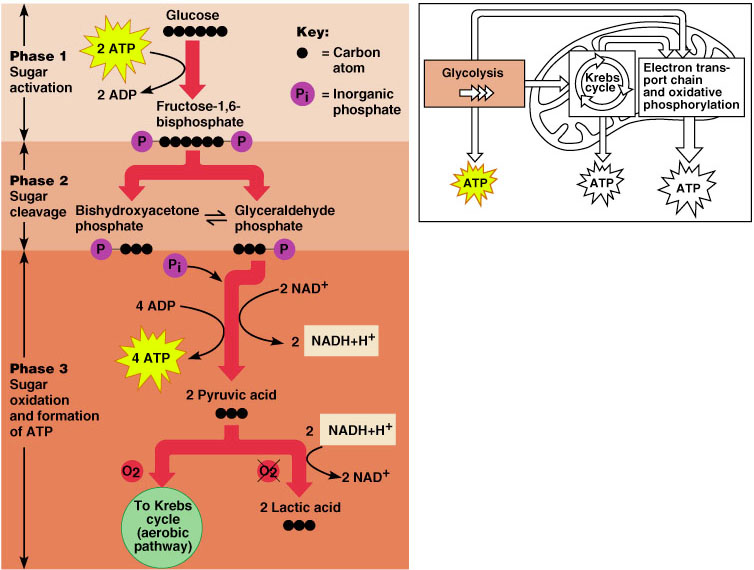 Glucose
Key:
2 ATP
Phase 1
Sugar
activation
= Carbon
atom
2 ADP
Pi
= Inorganic
phosphate
Fructose-1,6-
bisphosphate
P
P
Phase 2
Sugar
cleavage
Bishydroxyacetone
phosphate
Glyceraldehyde
phosphate
P
P
Pi
2 NAD+
4 ADP
2 NADH+H+
4 ATP
Phase 3
Sugar
oxidation
and formation
of ATP
2 Pyruvic acid
2 NADH+H+
O2
O2
2 NAD+
To Krebs
cycle
(aerobic
pathway)
2 Lactic acid
Glycolysis
Krebs
cycle
Electron trans-
port chain
and oxidative
phosphorylation
ATP
ATP
ATP